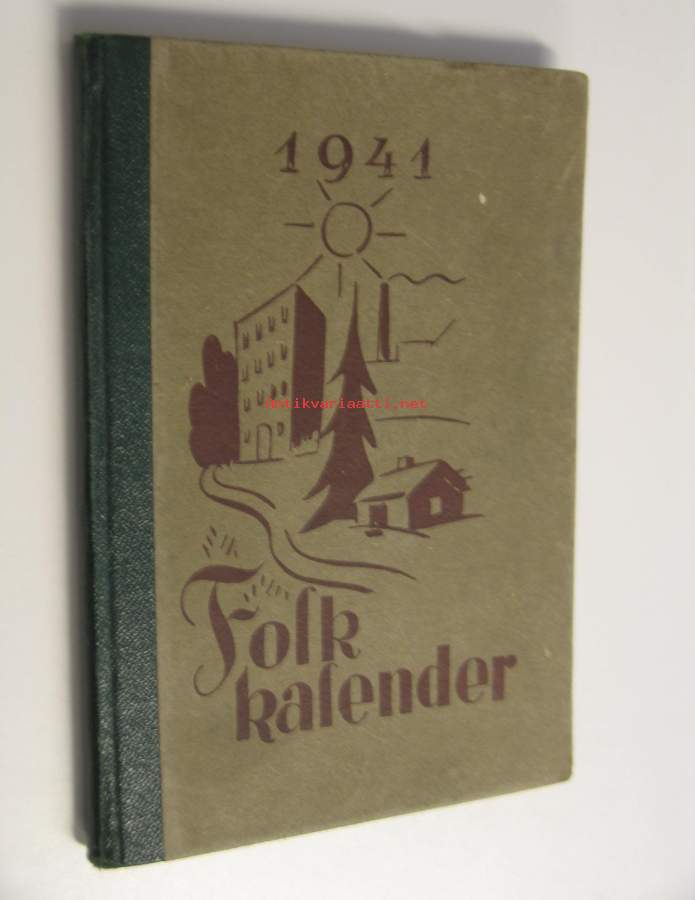 1941
antikvariaatti.net
Folk
kalender